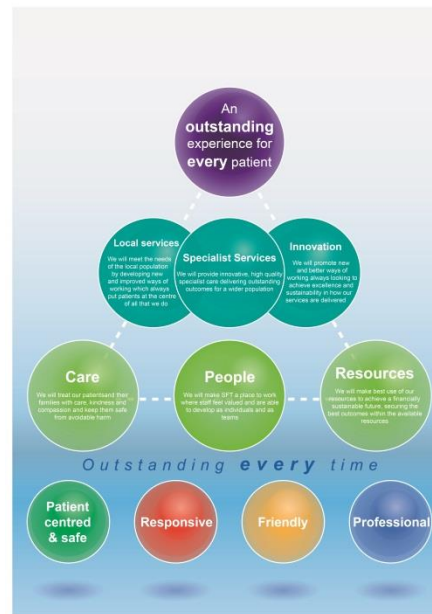 An
outstanding
experience for
every patient
Local services
We will meet the needs
of the local population
by developing new
and improved ways of
working which always
put patients at the centre
of all that we do
Specialist Services
We will provide innovative, high quality
specialist care delivering outstanding
outcomes for a wider population
Innovation
We will promote new
and better ways of
working always looking to
achieve excellence and
sustainability in how our
services are delivered
Care
We will treat our patientsand their
families with care, kindness and
compassion and keep them safe
from avoidable harm
People
We will make SFT a place to work
where staff feel valued and are able
to develop as individuals and as
teams
Resources
We will make best use of our
resources to achieve a financially
sustainable future, securing the
best outcomes within the available
resources
Outstanding every time
Patient
centred
& safe
Responsive
Friendly
Professional